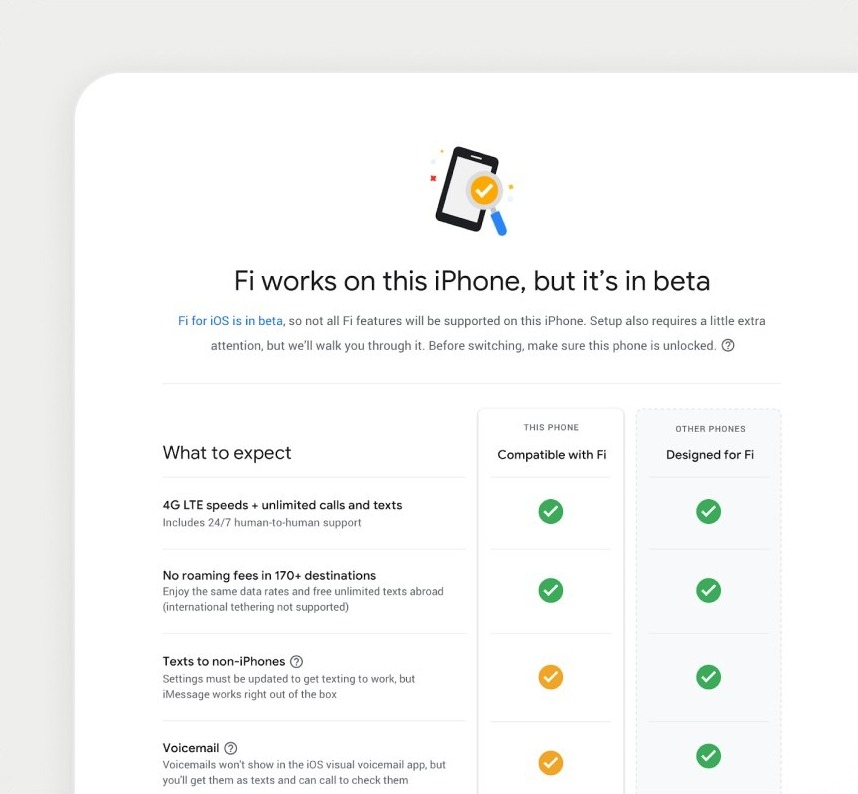 Fi works on this iPhone, but it's in beta
Fi for iOS is in beta, so not all Fi features will be supported on this iPhone. Setup also requires a little extra
attention, but we'll walk you through it. Before switching, make sure this phone is unlocked. ?
What to expect
THIS PHONE
Compatible with Fi
OTHER PHONES
Designed for Fi
4G LTE speeds + unlimited calls and texts
Includes 24/7 human-to-human support
No roaming fees in 170+ destinations
Enjoy the same data rates and free unlimited texts abroad
(international tethering not supported)
Texts to non-iPhones ?
Settings must be updated to get texting to work, but
iMessage works right out of the box
Voicemail ?
Voicemails won't show in the iOS visual voicemail app, but
you'll get them as texts and can call to check them